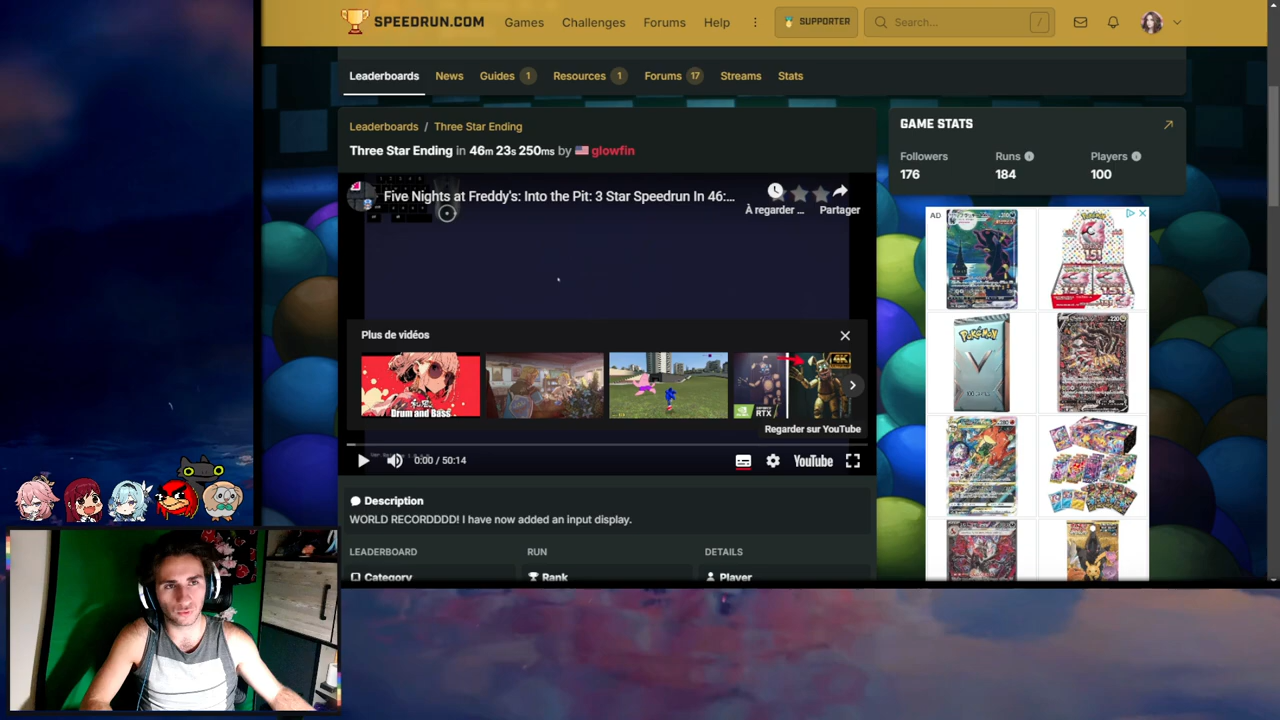 SPEEDRUN.COM Games Challenges Forums Help SUPPORTER Search... /
Leaderboards News Guides 1 Resources 1 Forums 17 Streams Stats
Leaderboards / Three Star Ending
Three Star Ending in 46m 23s 250ms by glowfin
Five Nights at Freddy's: Into the Pit: 3 Star Speedrun In 46:...
À regarder ... Partager
Plus de vidéos
Drum and Bass
RTX
4K
Regarder sur YouTube
0:00 / 50:14
YouTube
Description
WORLD RECORDDDD! I have now added an input display.
LEADERBOARD RUN DETAILS
Category Rank Player
GAME STATS
Followers Runs Players
176 184 100
AD
151
POKÉMON
V